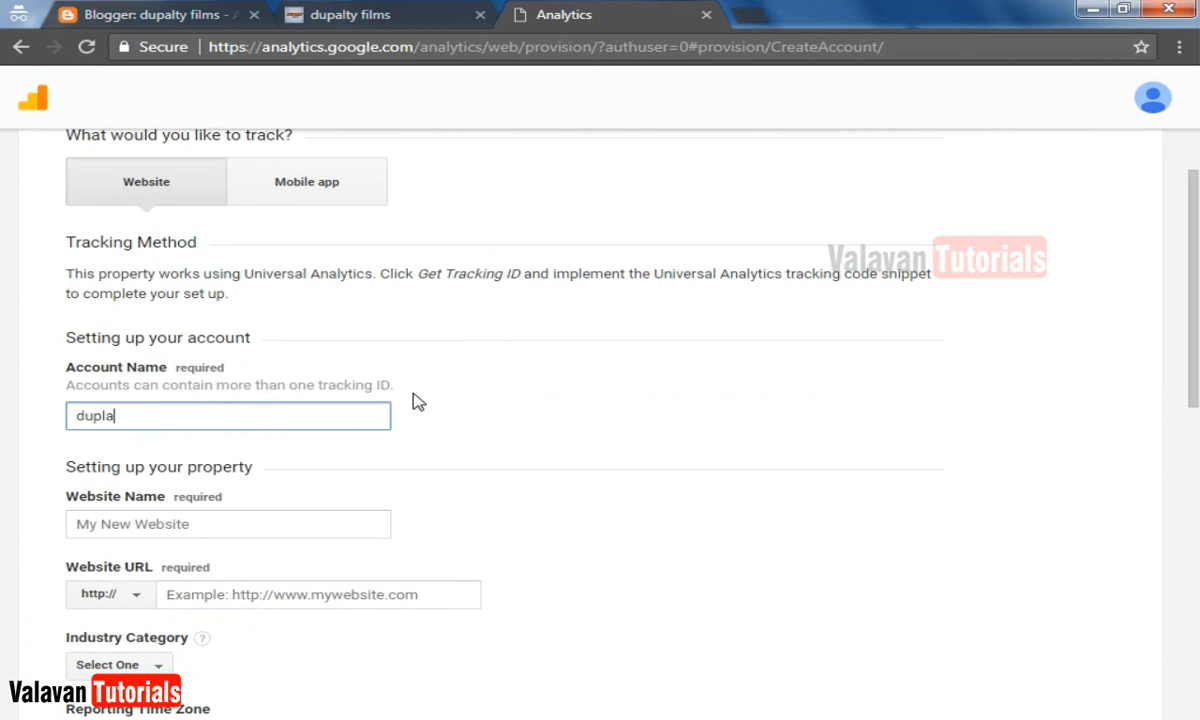 Blogger: dupalty films - A
dupalty films
Analytics
Secure
https://analytics.google.com/analytics/web/provision/?authuser=0#provision/CreateAccount/
What would you like to track?
Website
Mobile app
Tracking Method
This property works using Universal Analytics. Click Get Tracking ID and implement the Universal Analytics tracking code snippet
to complete your set up.
Valavan Tutorials
Setting up your account
Account Name required
Accounts can contain more than one tracking ID.
dupla
Setting up your property
Website Name required
My New Website
Website URL required
http://
Example: http://www.mywebsite.com
Industry Category ?
Select One
Valavan Tutorials
Reporting Time Zone